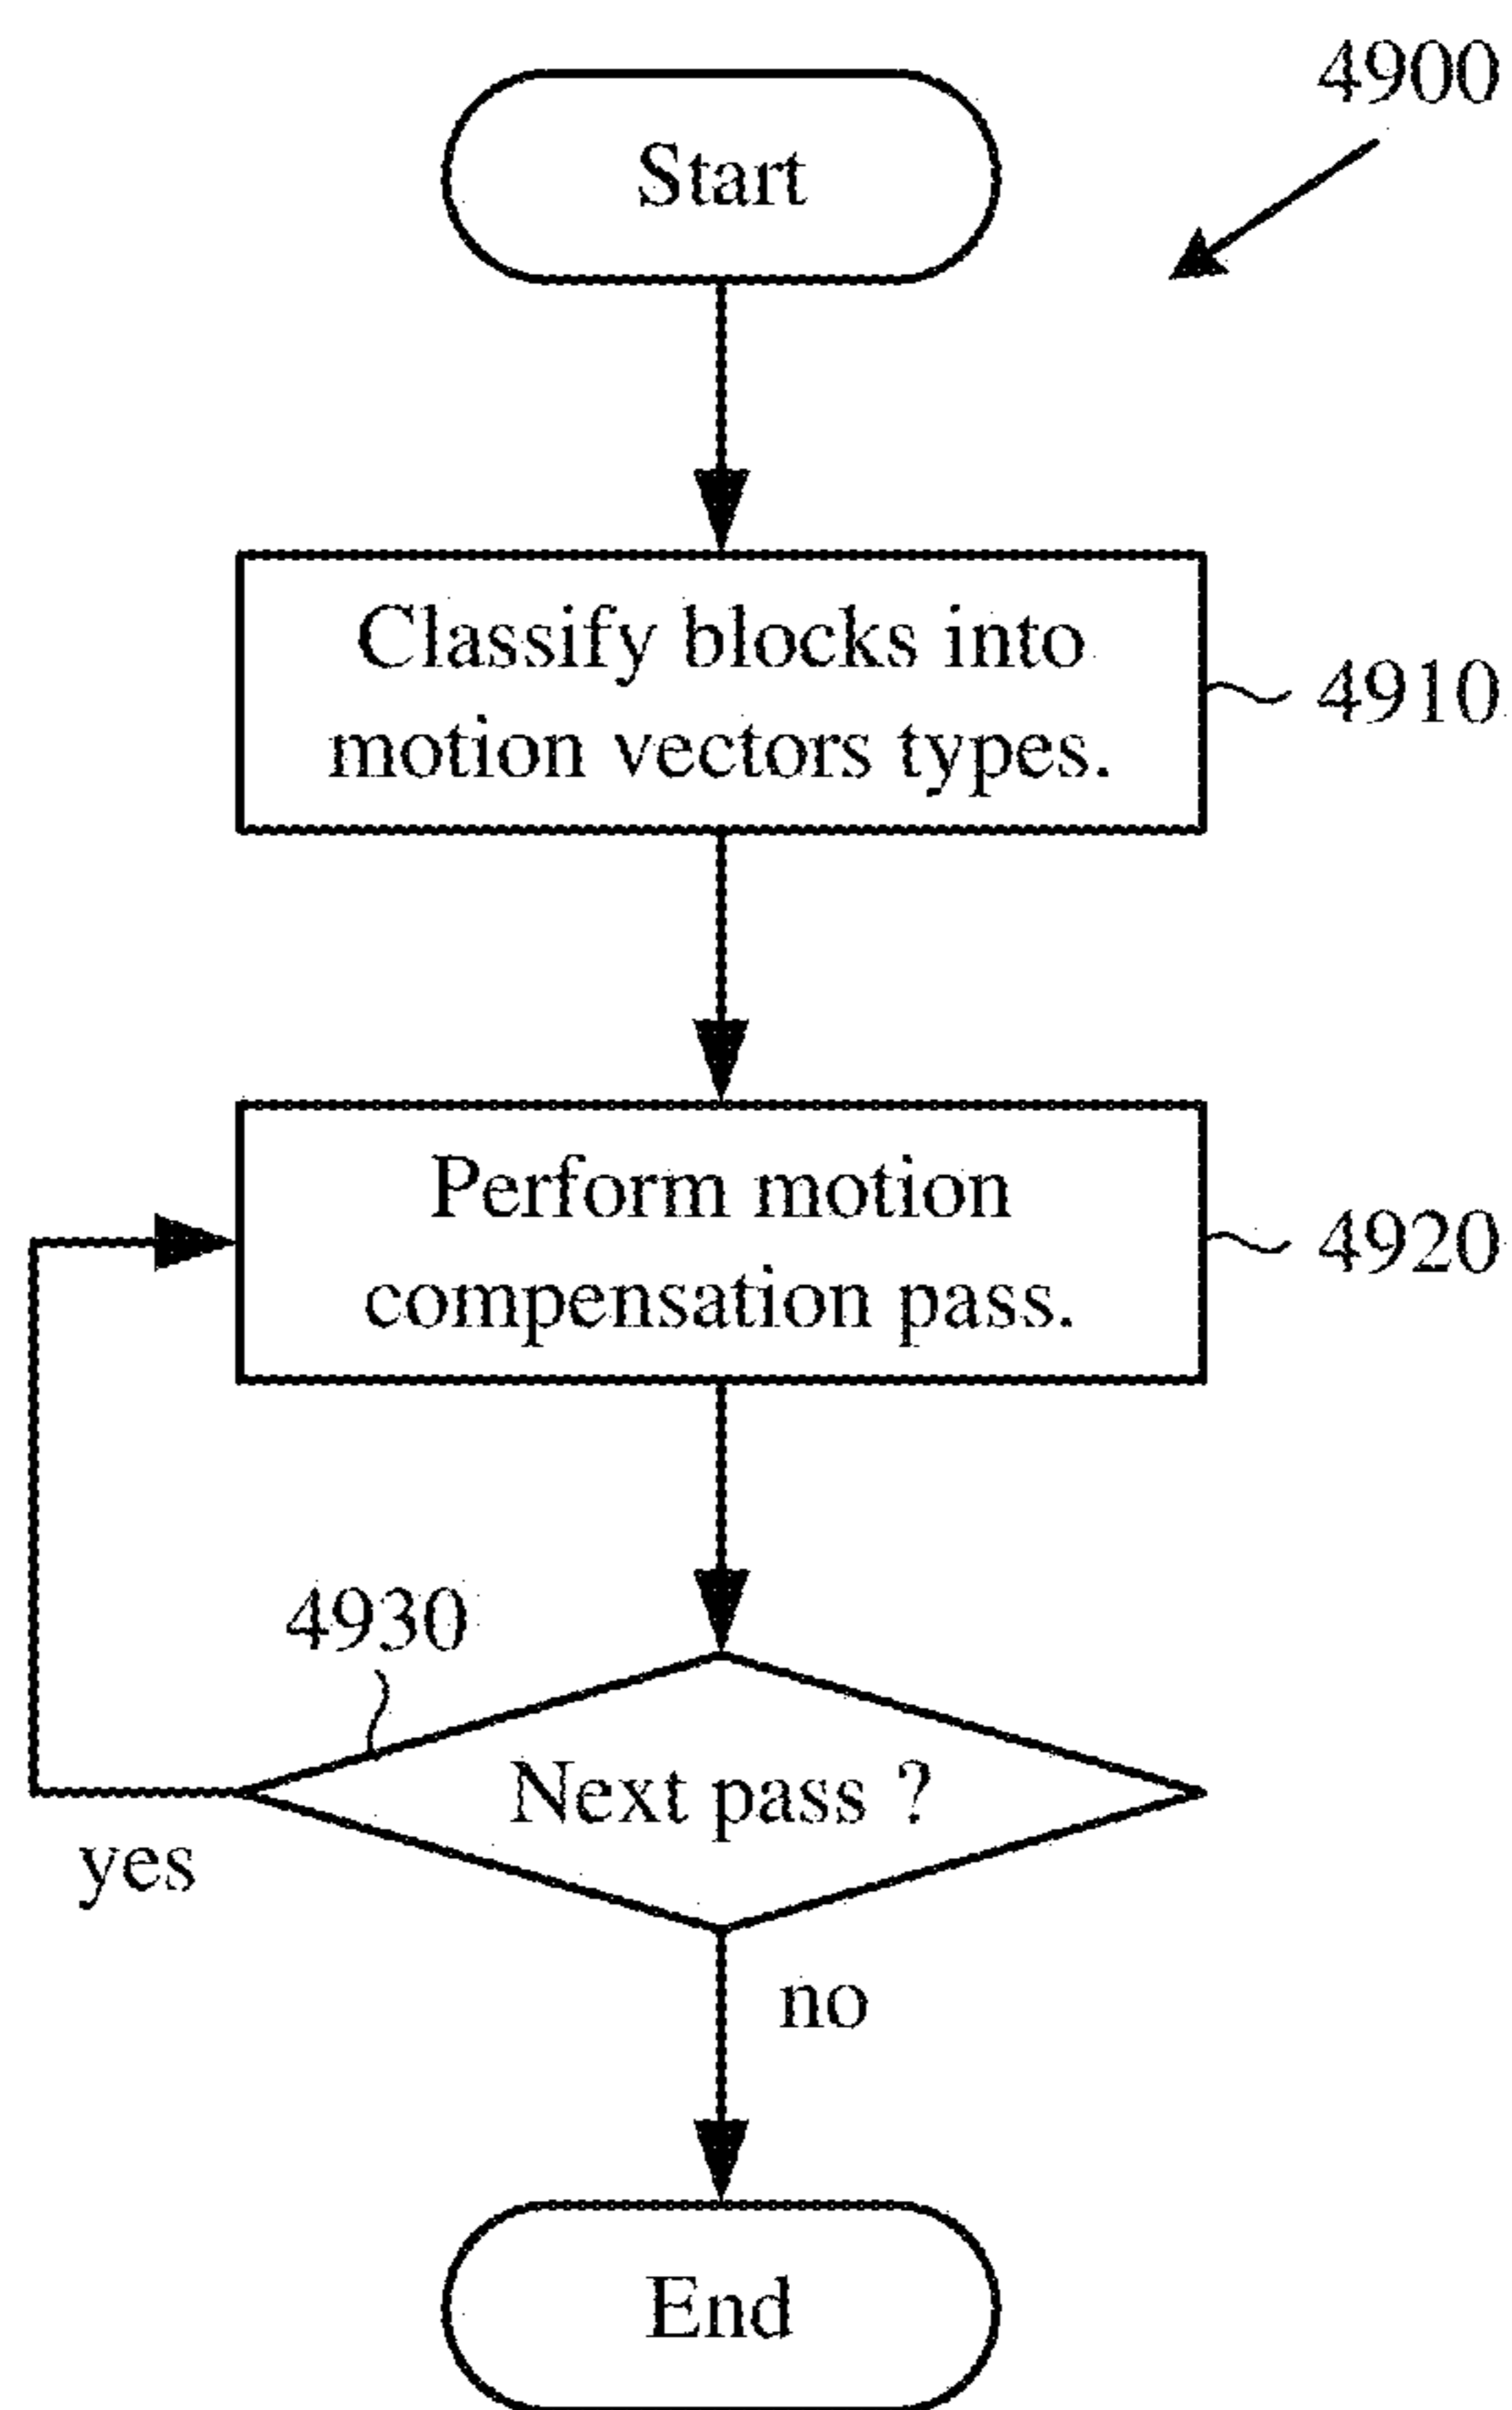 4900
Start
Classify blocks into
motion vectors types.
4910
Perform motion
compensation pass.
4920
4930
Next pass ?
yes
no
End